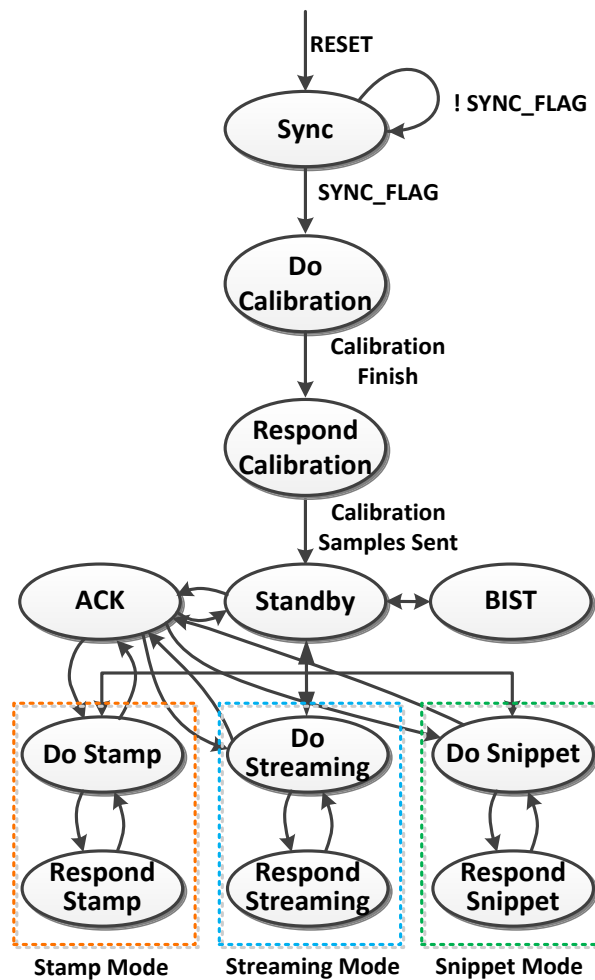 RESET
Sync
! SYNC_FLAG
SYNC_FLAG
Do
Calibration
Calibration
Finish
Respond
Calibration
Calibration
Samples Sent
ACK
Standby
BIST
Do Stamp
Do
Streaming
Do Snippet
Respond
Stamp
Respond
Streaming
Respond
Snippet
Stamp Mode
Streaming Mode
Snippet Mode